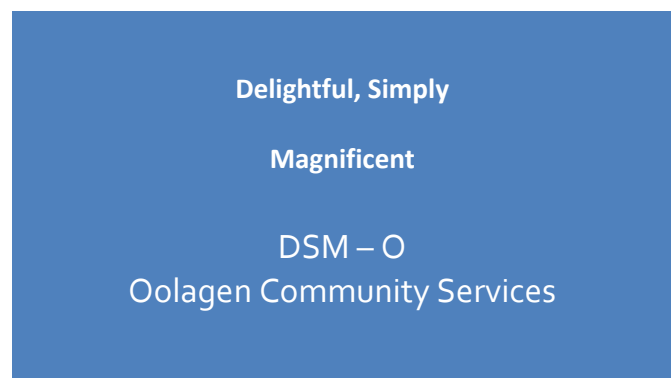 Delightful, Simply
Magnificent
DSM – O
Oolagen Community Services